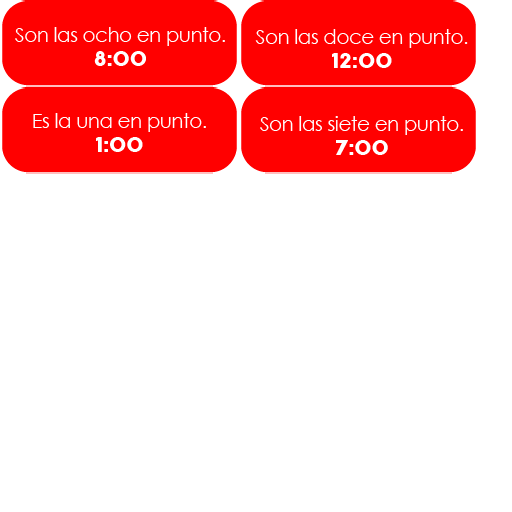 Son las ocho en punto.
8:00
Son las doce en punto.
12:00
Es la una en punto.
1:00
Son las siete en punto.
7:00